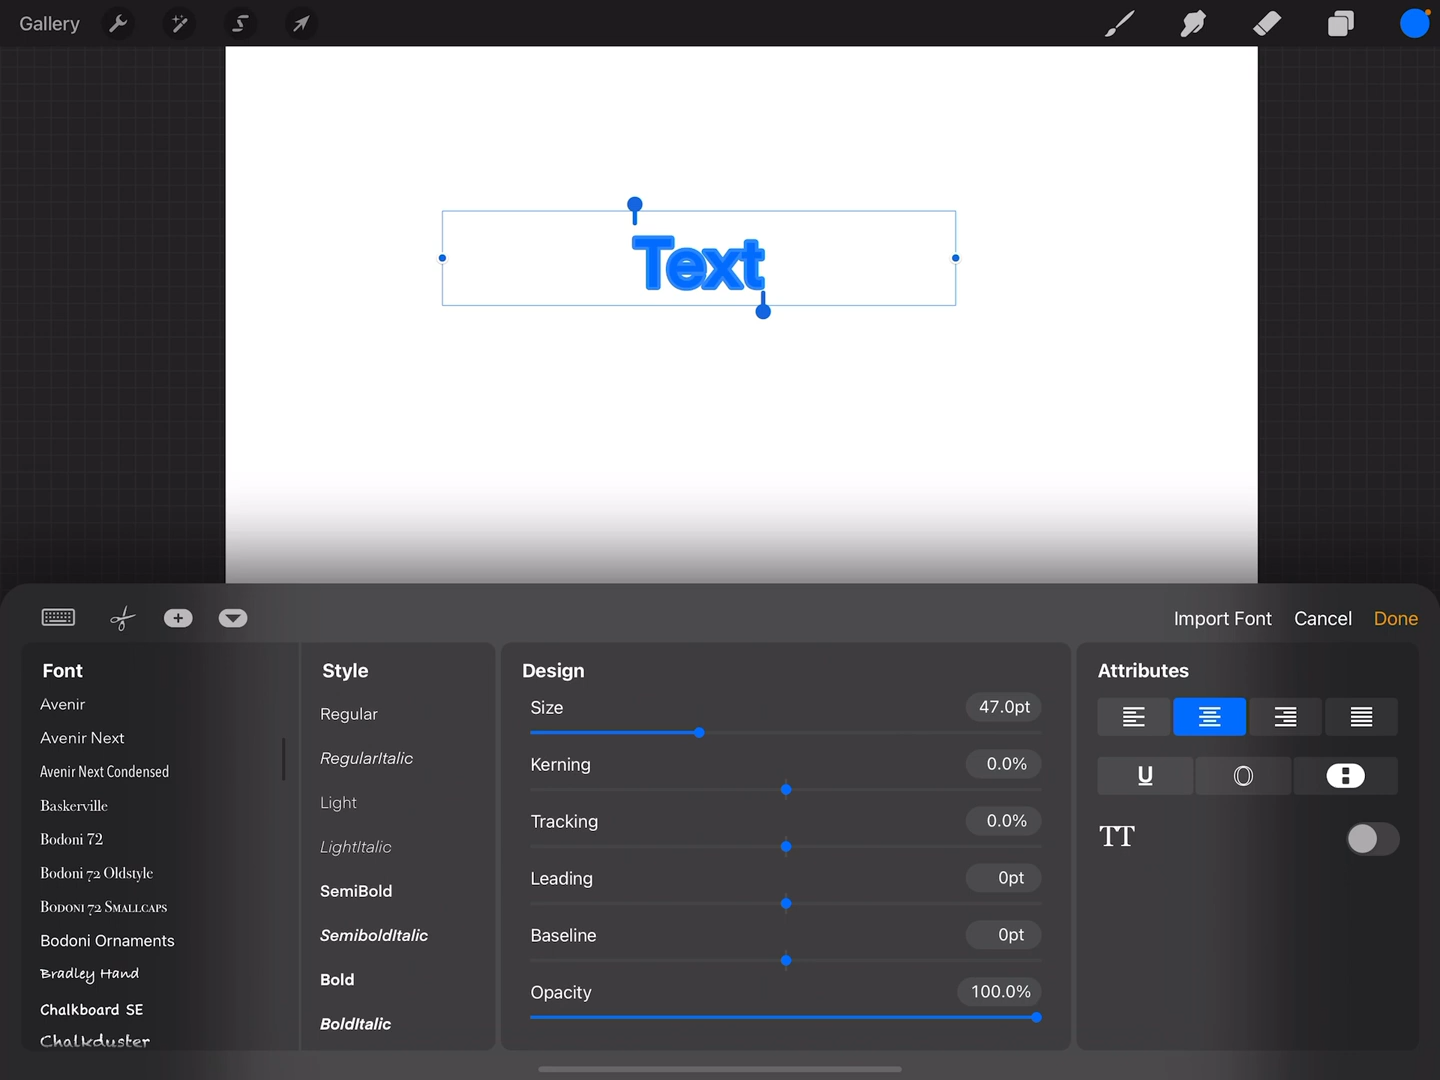 Gallery
Text
Import Font Cancel Done
Font
Avenir
Avenir Next
Avenir Next Condensed
Baskerville
Bodoni 72
Bodoni 72 Oldstyle
Bodoni 72 Smallcaps
Bodoni Ornaments
Bradley Hand
Chalkboard SE
Chalkduster
Style
Regular
RegularItalic
Light
LightItalic
SemiBold
SemiboldItalic
Bold
BoldItalic
Design
Size 47.0pt
Kerning 0.0%
Tracking 0.0%
Leading 0pt
Baseline 0pt
Opacity 100.0%
Attributes
U O
TT